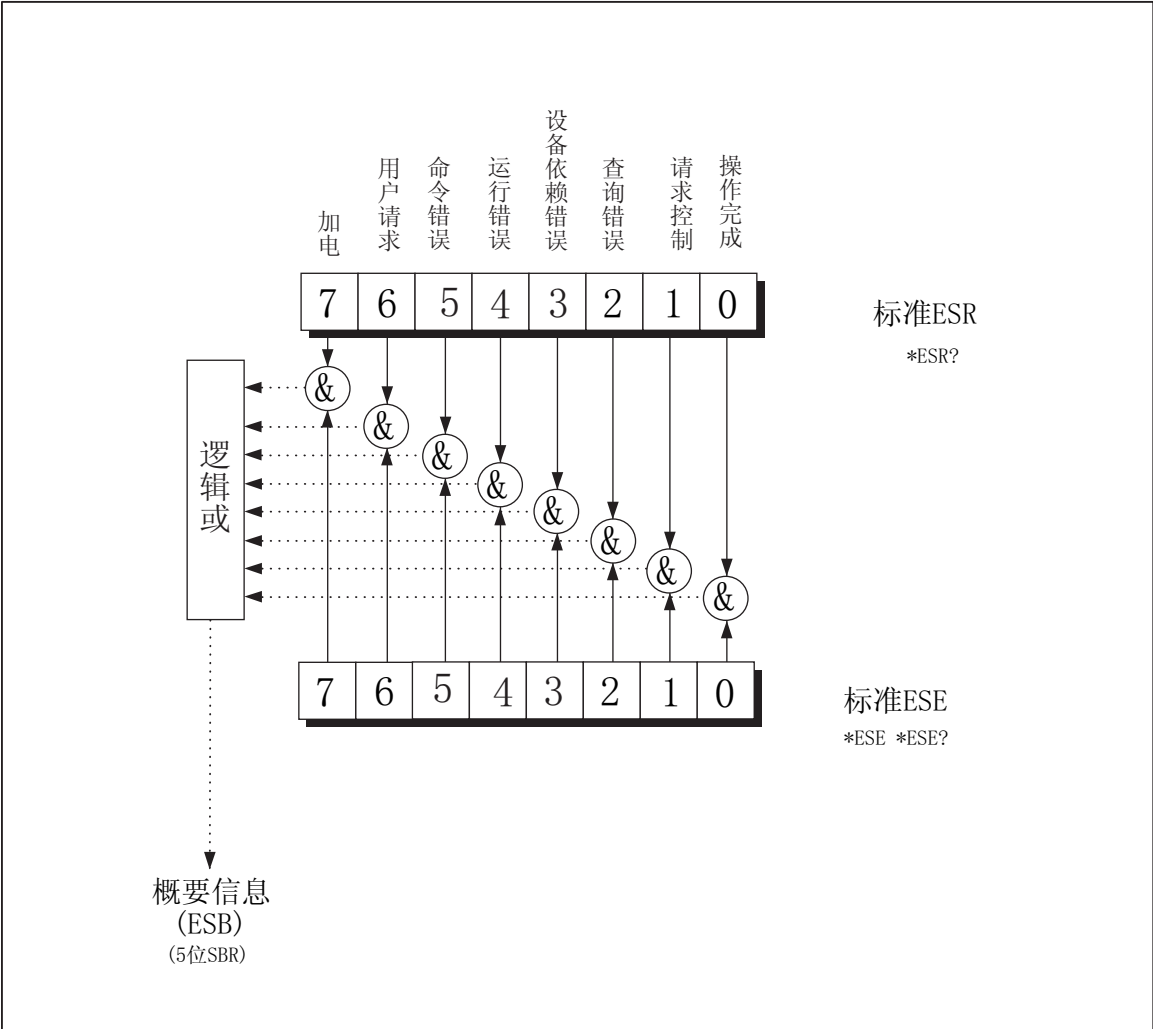 加电
用户请求
命令错误
运行错误
设备依赖错误
查询错误
请求控制
操作完成
7 6 5 4 3 2 1 0
标准ESR
*ESR?
&
&
&
&
&
&
&
&
逻辑或
7 6 5 4 3 2 1 0
标准ESE
*ESE *ESE?
概要信息
(ESB)
(5位SBR)